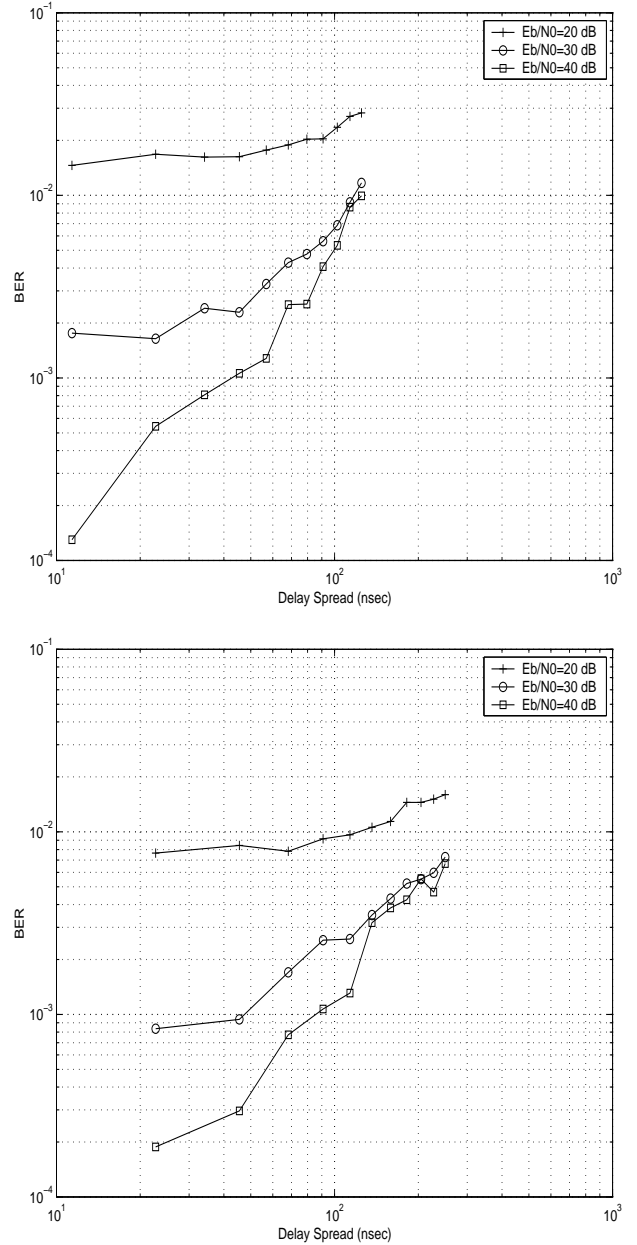 10^-1
Eb/N0=20 dB
Eb/N0=30 dB
Eb/N0=40 dB
10^-2
BER
10^-3
10^-4
10^1
10^2
10^3
Delay Spread (nsec)
10^-1
Eb/N0=20 dB
Eb/N0=30 dB
Eb/N0=40 dB
10^-2
BER
10^-3
10^-4
10^1
10^2
10^3
Delay Spread (nsec)